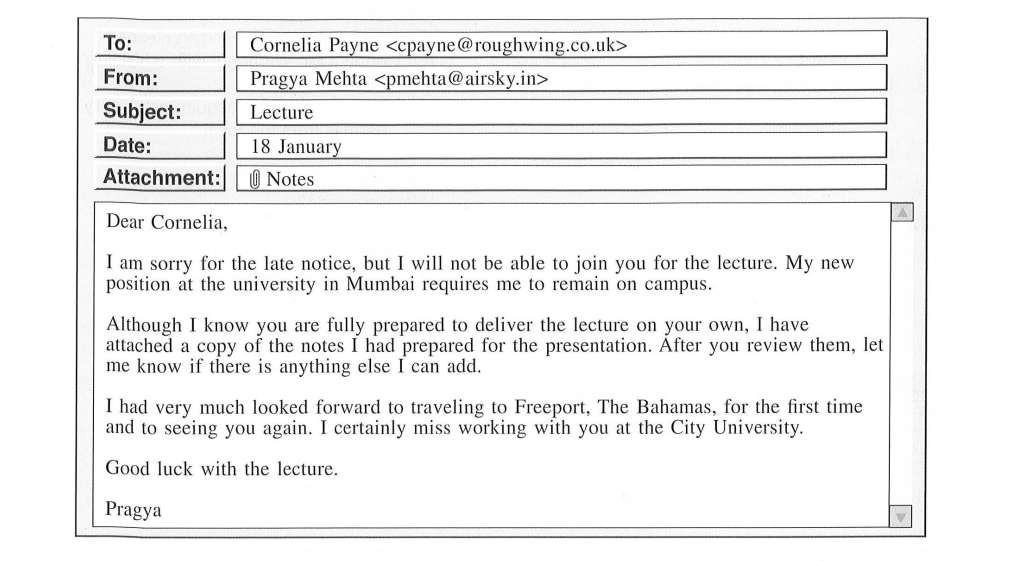 To: Cornelia Payne <cpayne@roughwing.co.uk>
From: Pragya Mehta <pmehta@airsky.in>
Subject: Lecture
Date: 18 January
Attachment: Notes
Dear Cornelia,
I am sorry for the late notice, but I will not be able to join you for the lecture. My new
position at the university in Mumbai requires me to remain on campus.
Although I know you are fully prepared to deliver the lecture on your own, I have
attached a copy of the notes I had prepared for the presentation. After you review them, let
me know if there is anything else I can add.
I had very much looked forward to traveling to Freeport, The Bahamas, for the first time
and to seeing you again. I certainly miss working with you at the City University.
Good luck with the lecture.
Pragya